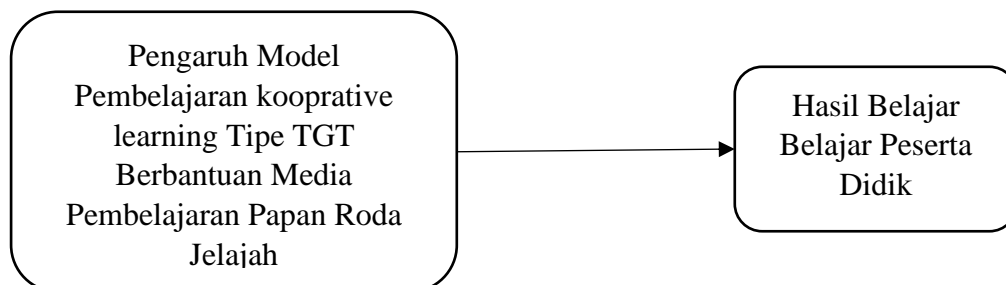 Pengaruh Model
Pembelajaran kooprative
learning Tipe TGT
Berbantuan Media
Pembelajaran Papan Roda
Jelajah
Hasil Belajar
Belajar Peserta
Didik